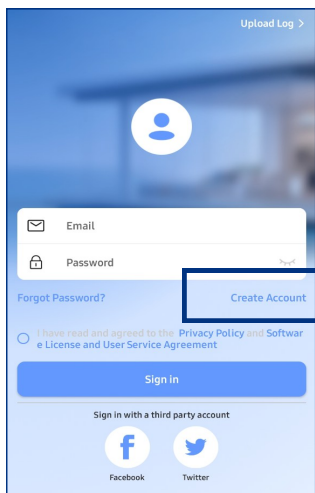 Upload Log >
Email
Password
Forgot Password? Create Account
I have read and agreed to the Privacy Policy and Softwar
e License and User Service Agreement
Sign in
Sign in with a third party account
Facebook Twitter